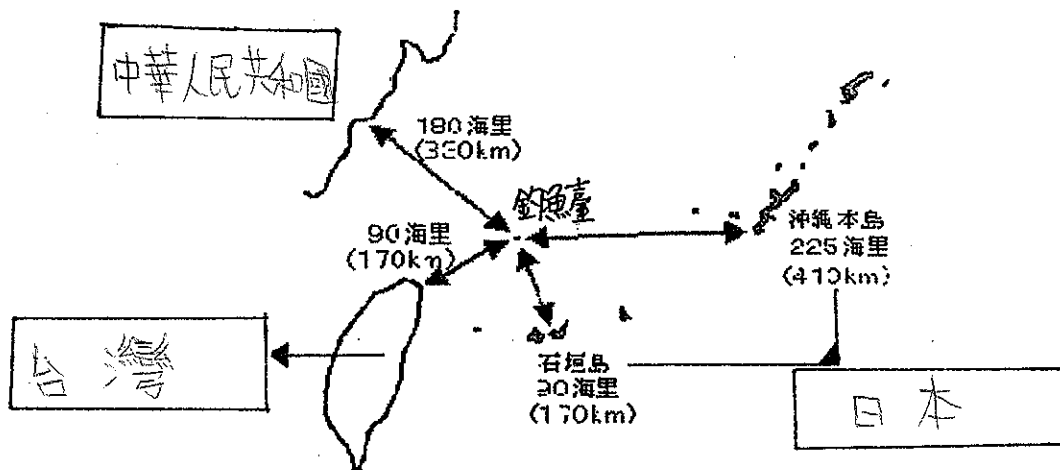 中華人民共和國
180海里
(330km)
釣魚臺
90海里
(170km)
沖縄本島
225海里
(410km)
台灣
石垣島
90海里
(170km)
日本